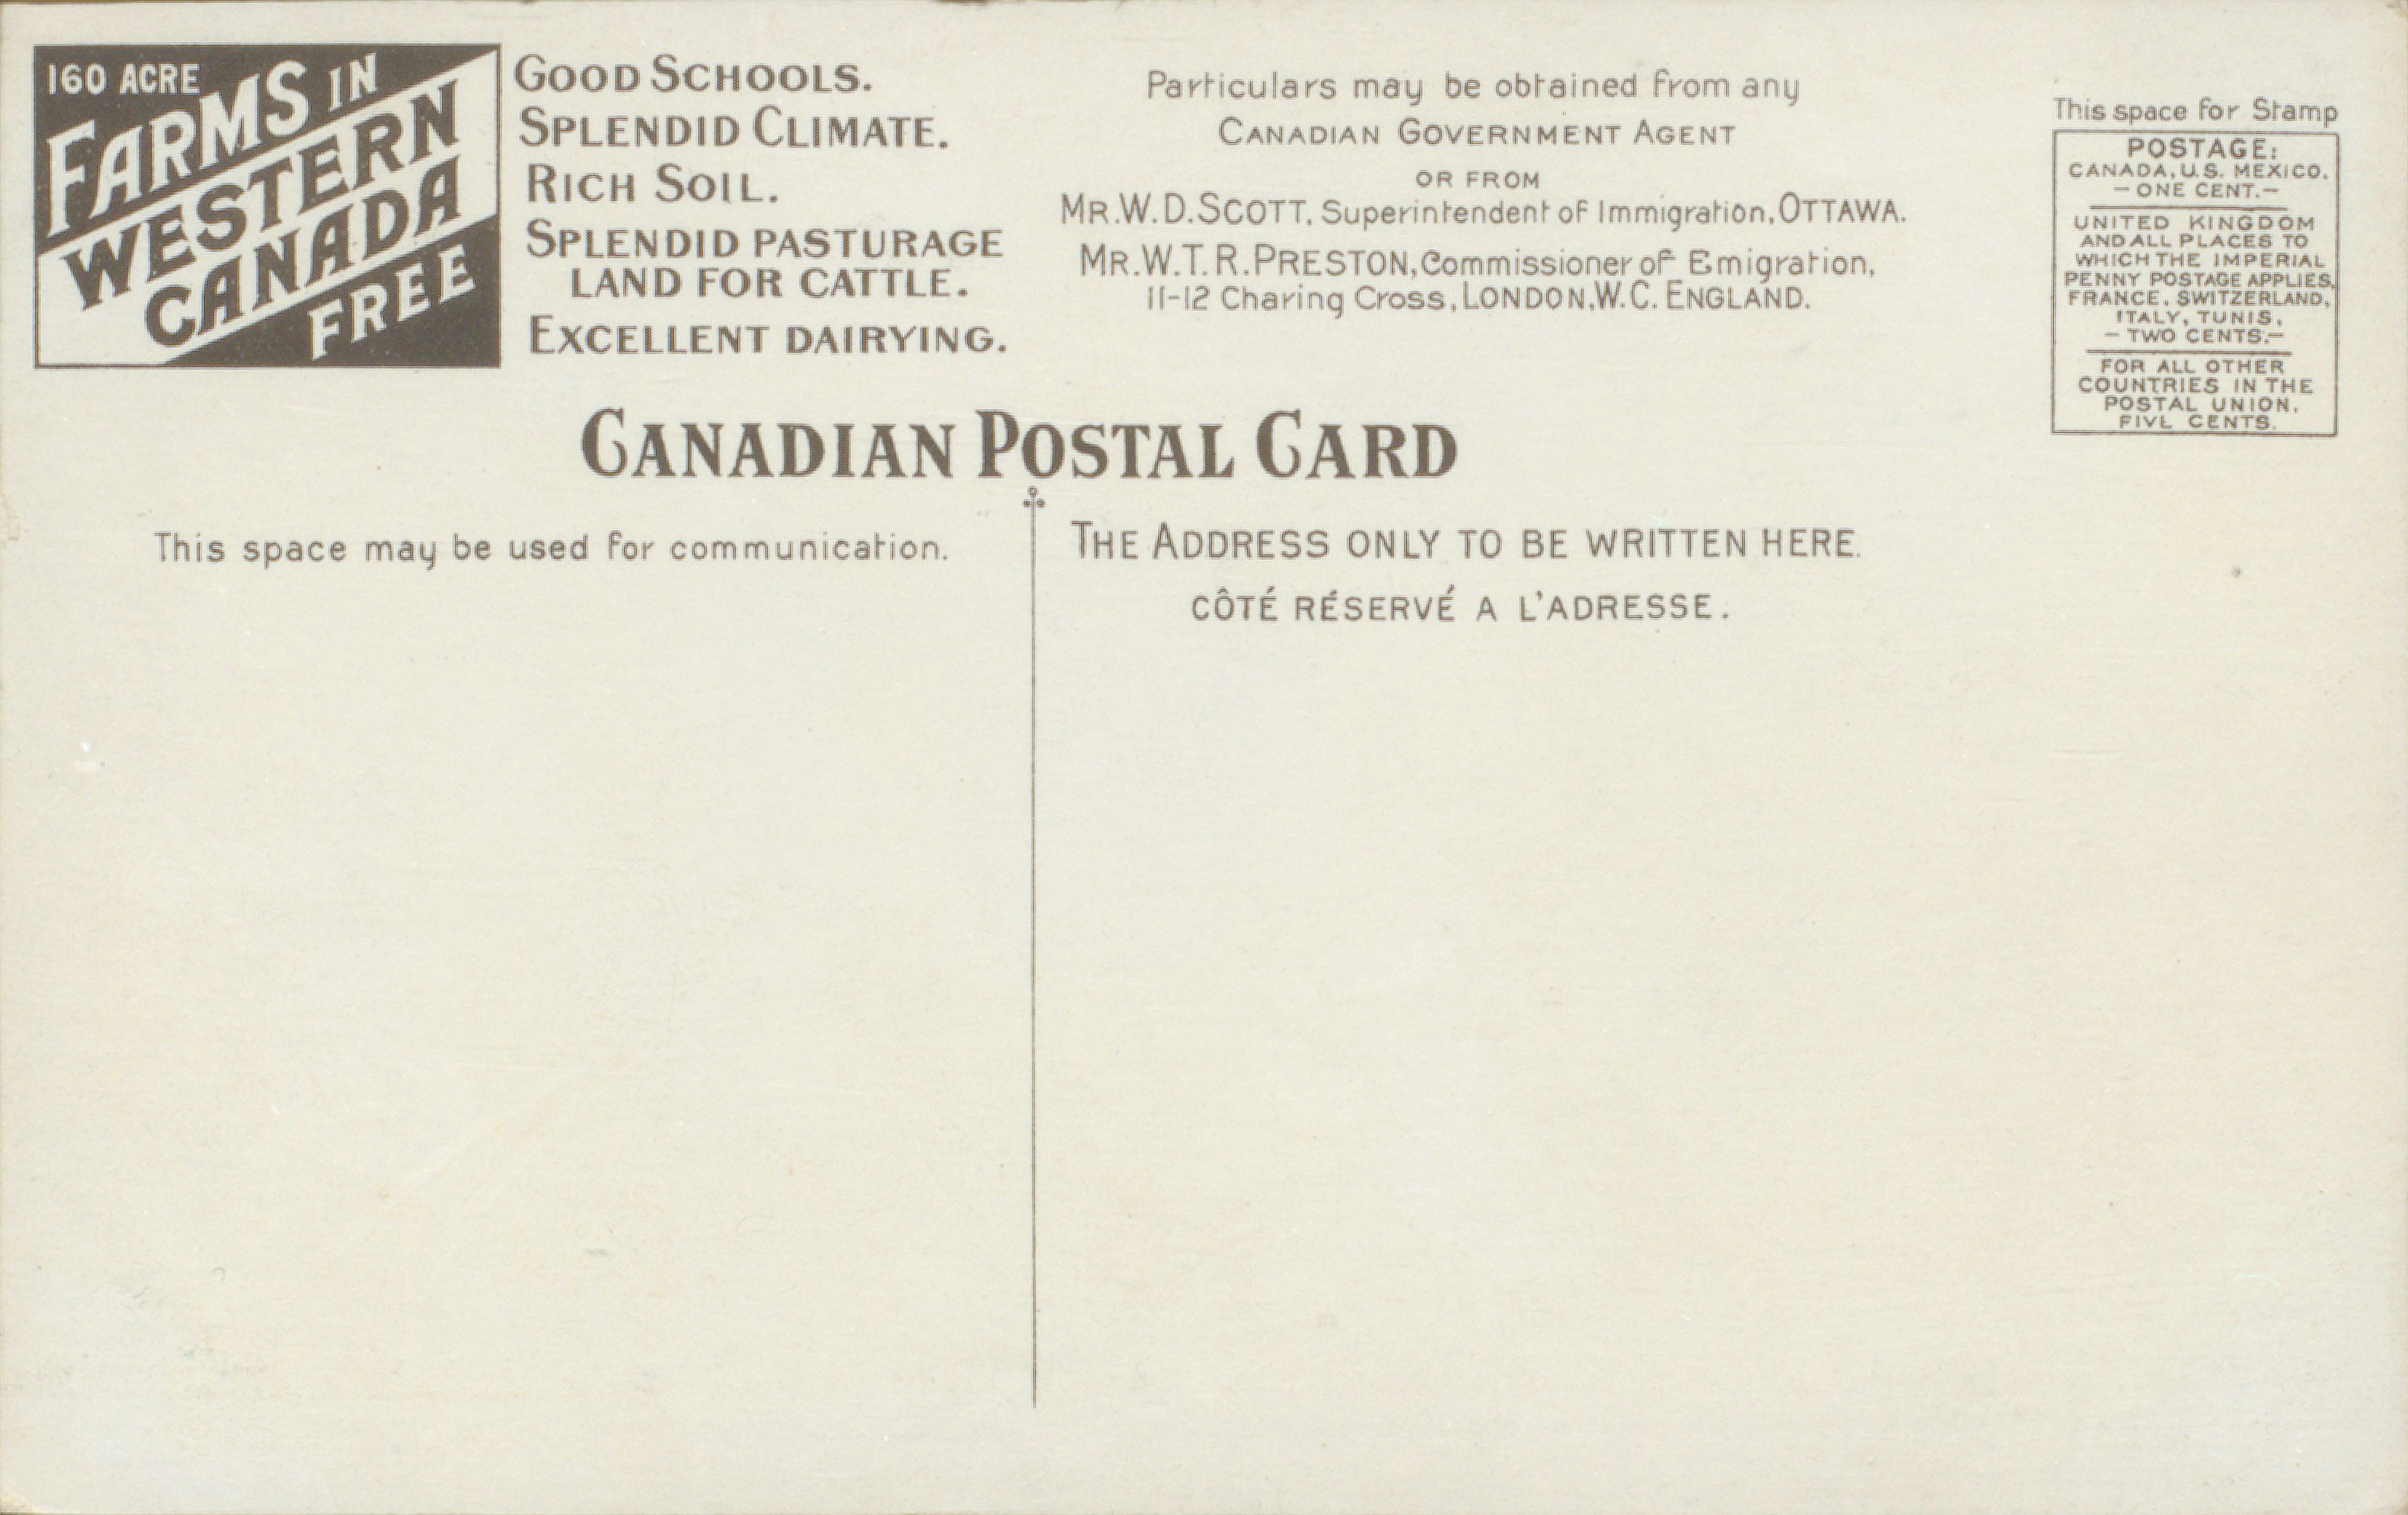 160 ACRE
FARMS IN
WESTERN
CANADA
FREE
GOOD SCHOOLS.
SPLENDID CLIMATE.
RICH SOIL.
SPLENDID PASTURAGE
LAND FOR CATTLE.
EXCELLENT DAIRYING.
Particulars may be obtained from any
CANADIAN GOVERNMENT AGENT
OR FROM
MR. W. D. SCOTT, Superintendent of Immigration, OTTAWA.
MR. W. T. R. PRESTON, Commissioner of Emigration,
11-12 Charing Cross, LONDON, W. C. ENGLAND.
This space for Stamp
POSTAGE:
CANADA, U.S. MEXICO.
— ONE CENT. —
UNITED KINGDOM
AND ALL PLACES TO
WHICH THE IMPERIAL
PENNY POSTAGE APPLIES,
FRANCE, SWITZERLAND,
ITALY, TUNIS,
— TWO CENTS. —
FOR ALL OTHER
COUNTRIES IN THE
POSTAL UNION.
FIVE CENTS.
CANADIAN POSTAL CARD
This space may be used for communication.
THE ADDRESS ONLY TO BE WRITTEN HERE.
CÔTÉ RÉSERVÉ A L'ADRESSE.